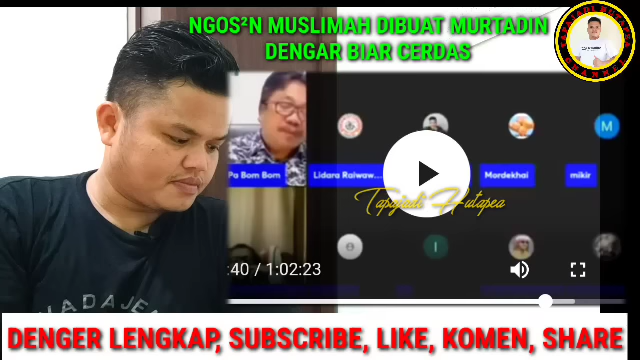 NGOS²N MUSLIMAH DIBUAT MURTADIN
DENGAR BIAR CERDAS
Pa Bom Bom
Lidara Raiwaw...
Mordekhai
mikir
M
I
Tapajadi Hutapea
:40 / 1:02:23
DENGER LENGKAP, SUBSCRIBE, LIKE, KOMEN, SHARE